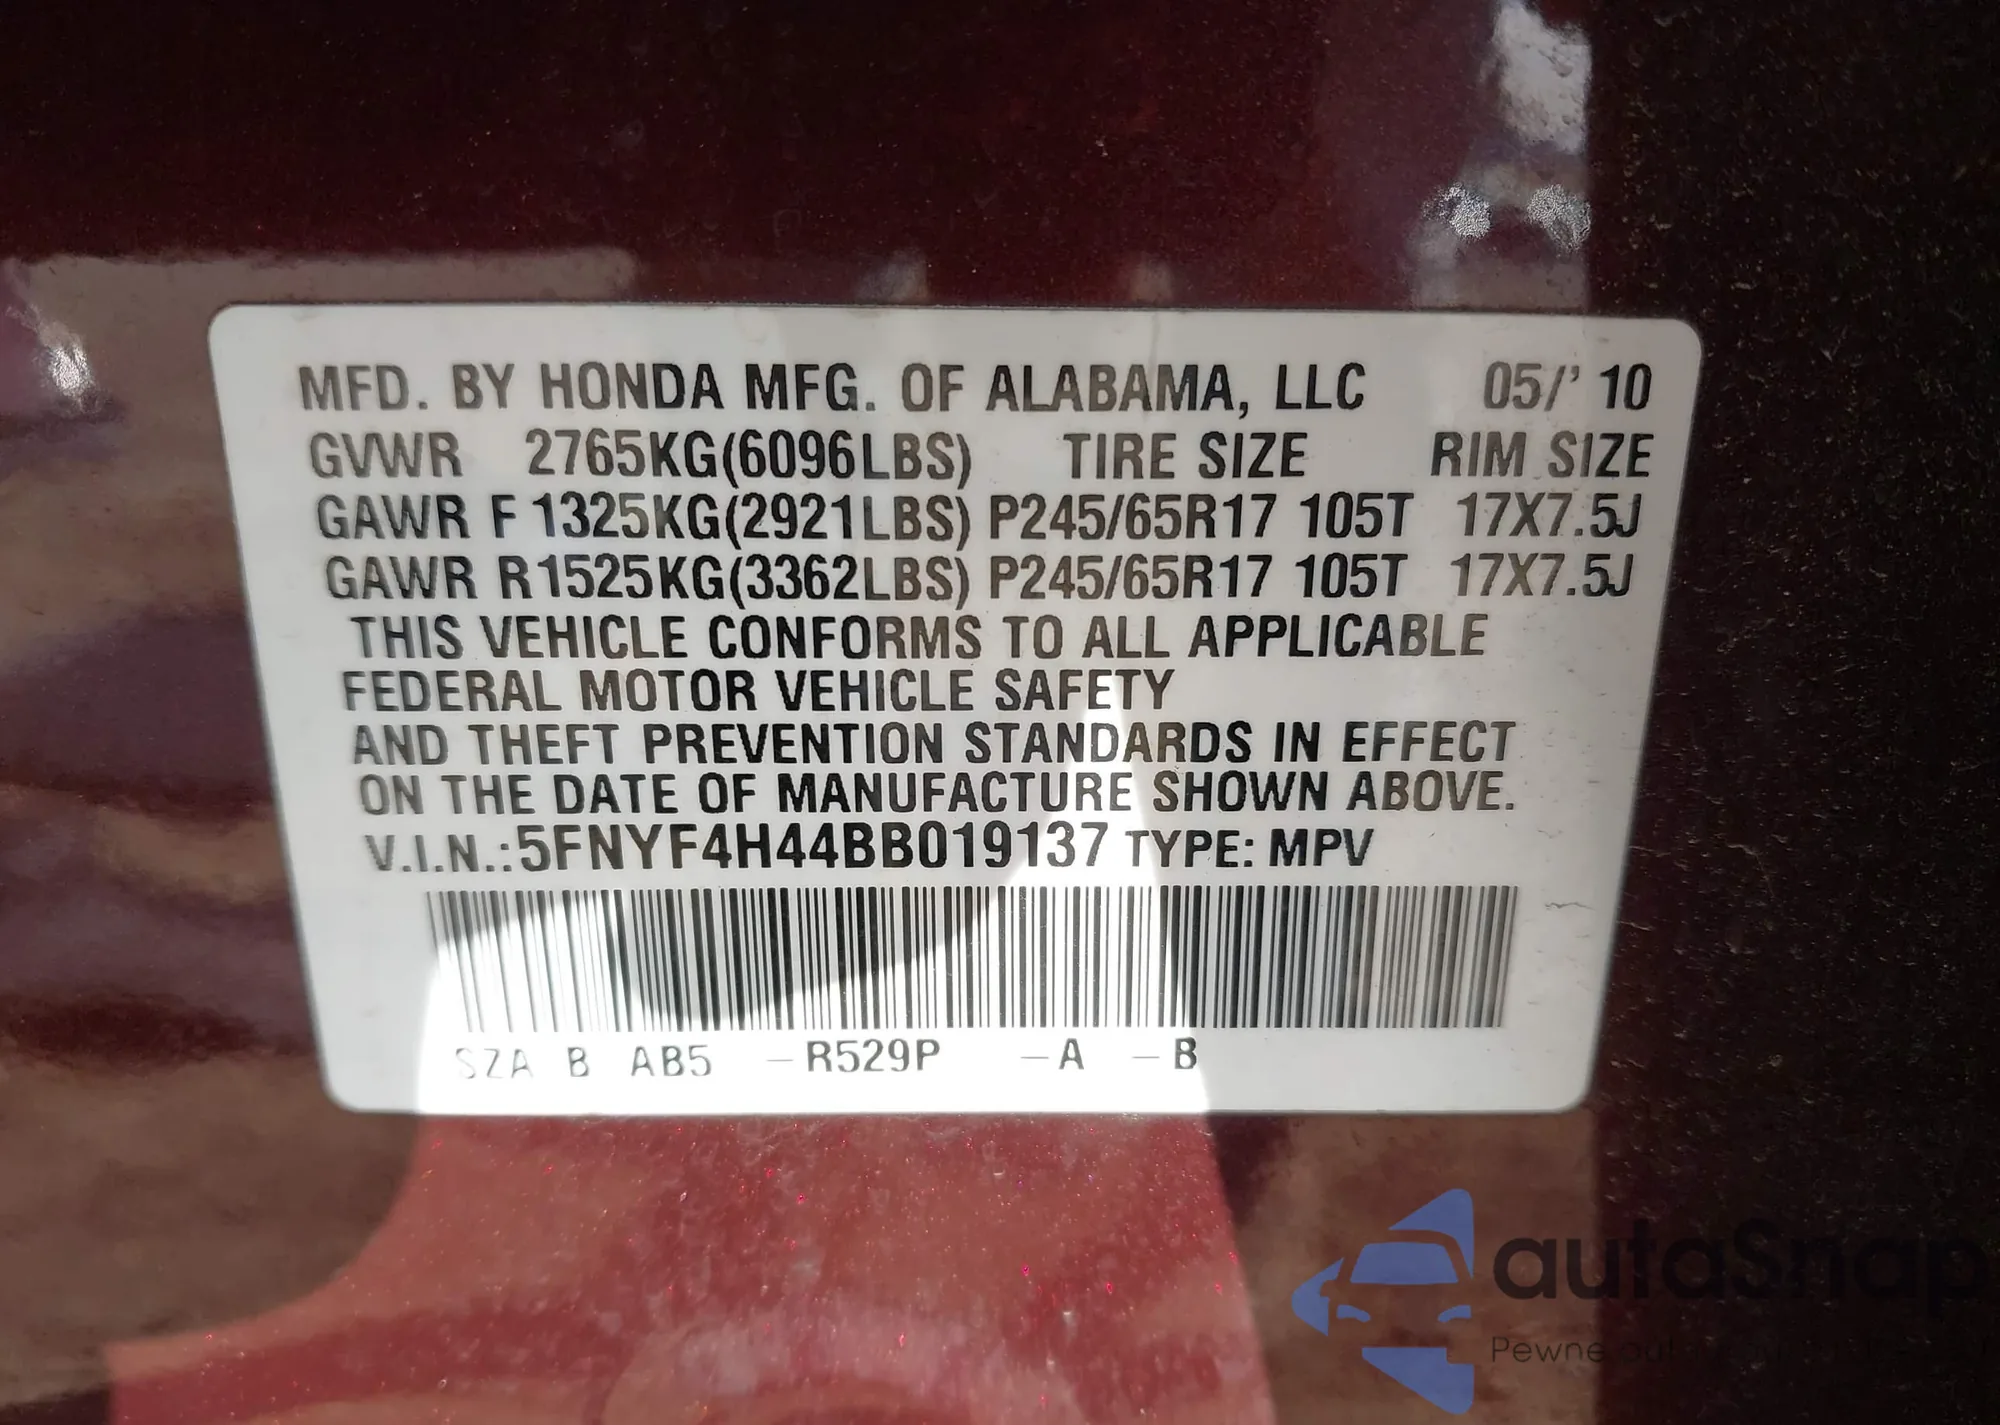 MFD. BY HONDA MFG. OF ALABAMA, LLC 05/' 10
GVWR 2765KG(6096LBS) TIRE SIZE RIM SIZE
GAWR F 1325KG(2921LBS) P245/65R17 105T 17X7.5J
GAWR R 1525KG(3362LBS) P245/65R17 105T 17X7.5J
THIS VEHICLE CONFORMS TO ALL APPLICABLE
FEDERAL MOTOR VEHICLE SAFETY
AND THEFT PREVENTION STANDARDS IN EFFECT
ON THE DATE OF MANUFACTURE SHOWN ABOVE.
V.I.N.:5FNYF4H44BB019137 TYPE: MPV
SZA B AB5 -R529P -A -B
autaSnap
Pewne